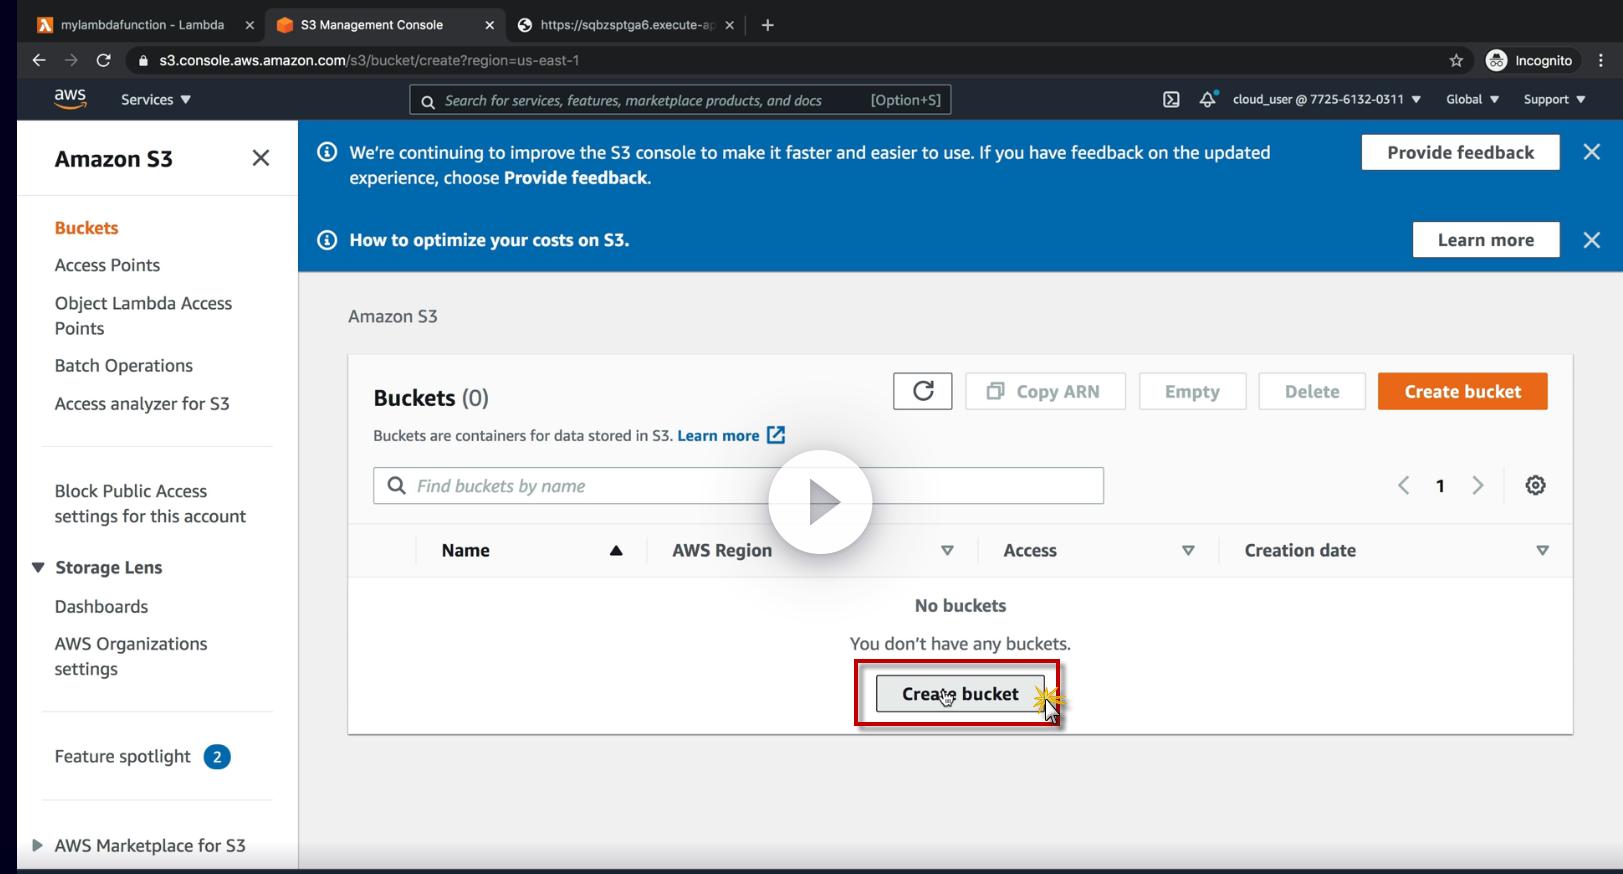 mylambdafunction - Lambda
S3 Management Console
https://sqbzsptga6.execute-ap
s3.console.aws.amazon.com/s3/bucket/create?region=us-east-1
Incognito
aws
Services
Search for services, features, marketplace products, and docs
[Option+S]
cloud_user @ 7725-6132-0311
Global
Support
Amazon S3
Buckets
Access Points
Object Lambda Access
Points
Batch Operations
Access analyzer for S3
Block Public Access
settings for this account
Storage Lens
Dashboards
AWS Organizations
settings
Feature spotlight 2
AWS Marketplace for S3
We're continuing to improve the S3 console to make it faster and easier to use. If you have feedback on the updated
experience, choose Provide feedback.
Provide feedback
How to optimize your costs on S3.
Learn more
Amazon S3
Buckets (0)
Copy ARN
Empty
Delete
Create bucket
Buckets are containers for data stored in S3. Learn more
Find buckets by name
1
Name
AWS Region
Access
Creation date
No buckets
You don't have any buckets.
Create bucket